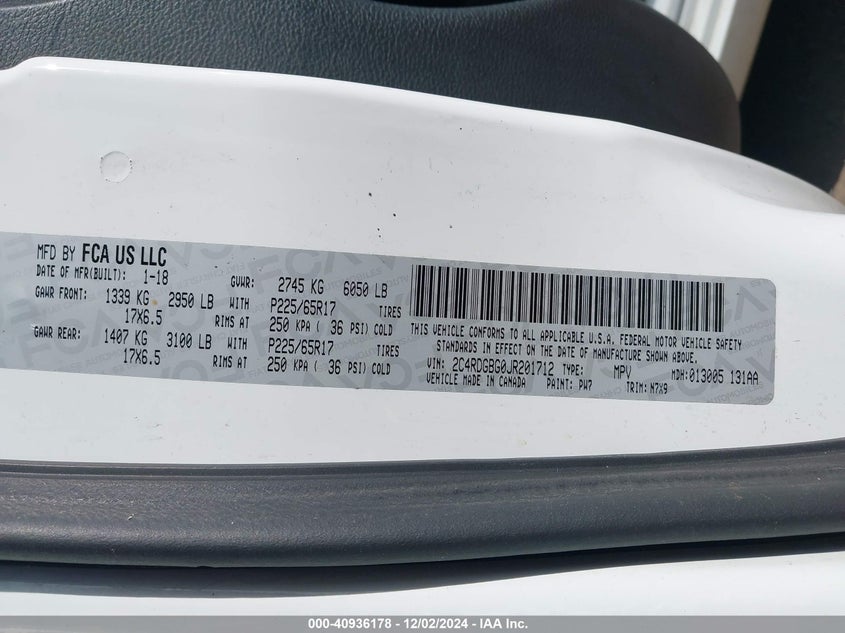 MFD BY FCA US LLC
DATE OF MFR(BUILT): 1-18 GVWR: 2745 KG 6050 LB
GAWR FRONT: 1339 KG 2950 LB WITH P225/65R17 TIRES
17X6.5 RIMS AT 250 KPA ( 36 PSI) COLD
GAWR REAR: 1407 KG 3100 LB WITH P225/65R17 TIRES
17X6.5 RIMS AT 250 KPA ( 36 PSI) COLD
THIS VEHICLE CONFORMS TO ALL APPLICABLE U.S.A. FEDERAL MOTOR VEHICLE SAFETY
STANDARDS IN EFFECT ON THE DATE OF MANUFACTURE SHOWN ABOVE.
VIN: 2C4RDGBG0JR201712 TYPE: MPV MDH: 013005 131AA
VEHICLE MADE IN CANADA PAINT: PW7 TRIM: N7X9
000-40936178 - 12/02/2024 - IAA Inc.